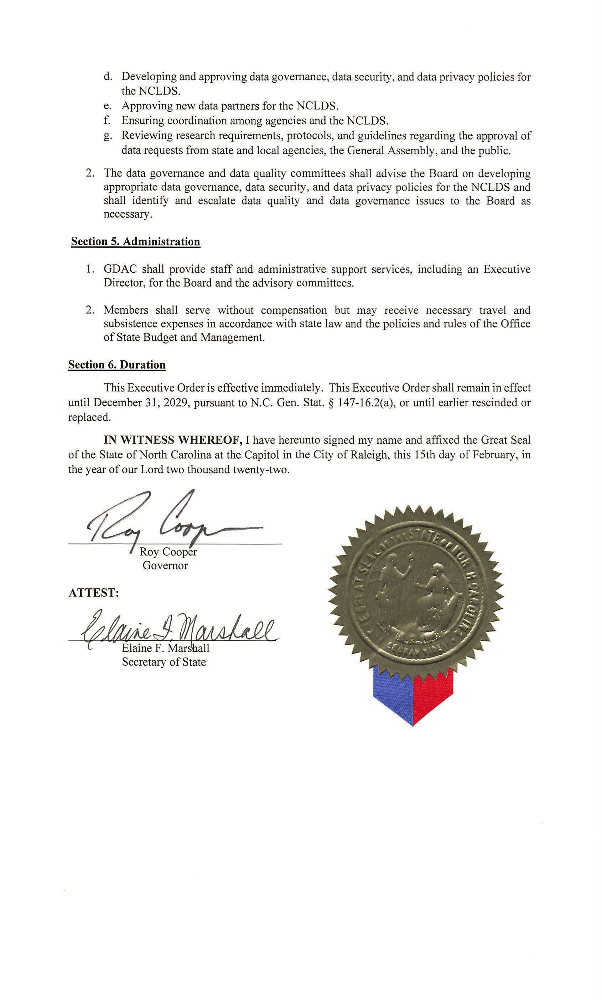 d. Developing and approving data governance, data security, and data privacy policies for
the NCLDS.
e. Approving new data partners for the NCLDS.
f. Ensuring coordination among agencies and the NCLDS.
g. Reviewing research requirements, protocols, and guidelines regarding the approval of
data requests from state and local agencies, the General Assembly, and the public.
2. The data governance and data quality committees shall advise the Board on developing
appropriate data governance, data security, and data privacy policies for the NCLDS and
shall identify and escalate data quality and data governance issues to the Board as
necessary.
Section 5. Administration
1. GDAC shall provide staff and administrative support services, including an Executive
Director, for the Board and the advisory committees.
2. Members shall serve without compensation but may receive necessary travel and
subsistence expenses in accordance with state law and the policies and rules of the Office
of State Budget and Management.
Section 6. Duration
This Executive Order is effective immediately. This Executive Order shall remain in effect
until December 31, 2029, pursuant to N.C. Gen. Stat. § 147-16.2(a), or until earlier rescinded or
replaced.
IN WITNESS WHEREOF, I have hereunto signed my name and affixed the Great Seal
of the State of North Carolina at the Capitol in the City of Raleigh, this 15th day of February, in
the year of our Lord two thousand twenty-two.
Roy Cooper
Roy Cooper
Governor
ATTEST:
Elaine F. Marshall
Elaine F. Marshall
Secretary of State
SEAL OF THE STATE OF NORTH CAROLINA